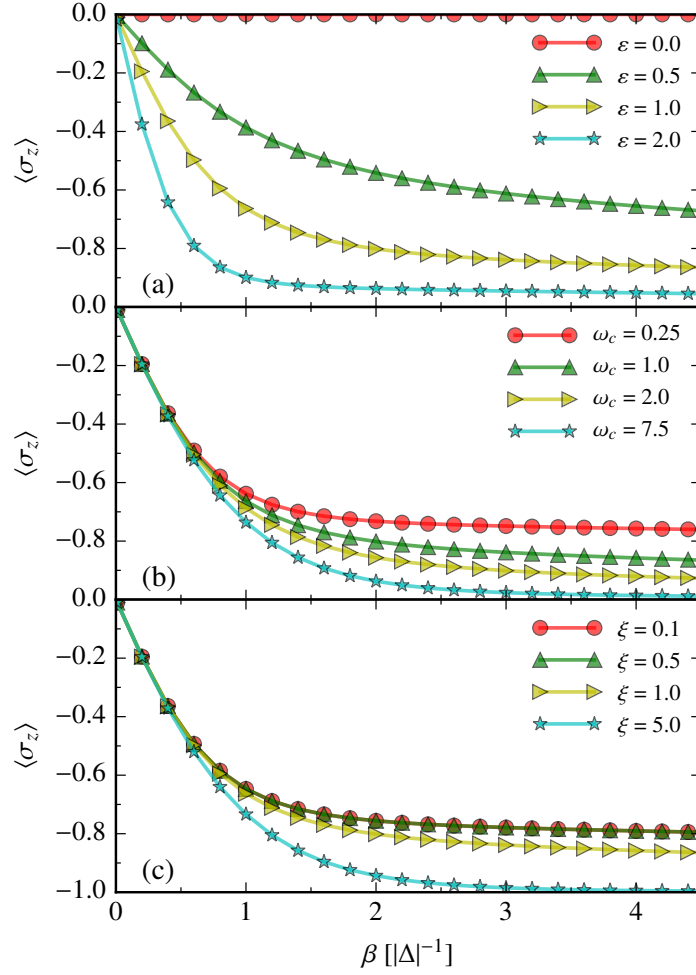 0.0
−0.2
−0.4
−0.6
−0.8
⟨σz⟩
(a)
ε = 0.0
ε = 0.5
ε = 1.0
ε = 2.0
0.0
−0.2
−0.4
−0.6
−0.8
⟨σz⟩
(b)
ωc = 0.25
ωc = 1.0
ωc = 2.0
ωc = 7.5
0.0
−0.2
−0.4
−0.6
−0.8
−1.0
⟨σz⟩
(c)
ξ = 0.1
ξ = 0.5
ξ = 1.0
ξ = 5.0
0 1 2 3 4
β [|Δ|⁻¹]